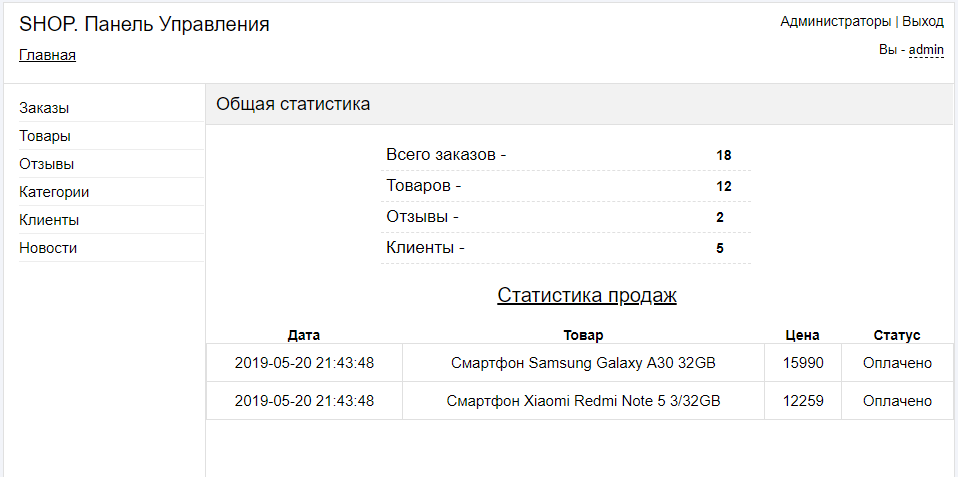 SHOP. Панель Управления
Администраторы | Выход
Главная
Вы - admin
Заказы
Товары
Отзывы
Категории
Клиенты
Новости
Общая статистика
Всего заказов - 18
Товаров - 12
Отзывы - 2
Клиенты - 5
Статистика продаж
Дата Товар Цена Статус
2019-05-20 21:43:48 Смартфон Samsung Galaxy A30 32GB 15990 Оплачено
2019-05-20 21:43:48 Смартфон Xiaomi Redmi Note 5 3/32GB 12259 Оплачено